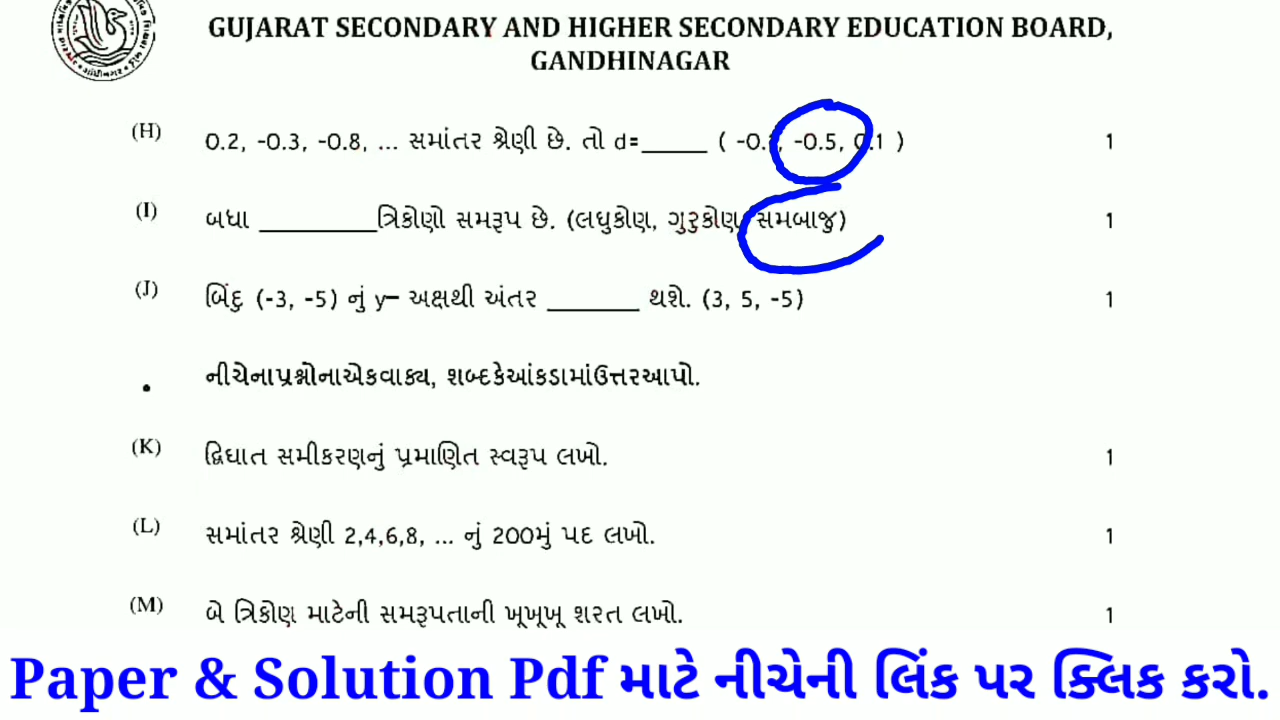 GUJARAT SECONDARY AND HIGHER SECONDARY EDUCATION BOARD,
GANDHINAGAR
(H) 0.2, -0.3, -0.8, ... સમાંતર શ્રેણી છે. તો d=_____ ( -0. , -0.5, 0.1 ) 1
(I) બધા _________ત્રિકોણો સમરૂપ છે. (લઘુકોણ, ગુરુકોણ, સમબાજુ) 1
(J) બિંદુ (-3, -5) નું y– અક્ષથી અંતર _______ થશે. (3, 5, -5) 1
• નીચેનાપ્રશ્નોનાએકવાક્ય, શબ્દકેઆંકડામાંઉત્તરઆપો.
(K) દ્વિઘાત સમીકરણનું પ્રમાણિત સ્વરૂપ લખો. 1
(L) સમાંતર શ્રેણી 2,4,6,8, ... નું 200મું પદ લખો. 1
(M) બે ત્રિકોણ માટેની સમરૂપતાની ખૂખૂખૂ શરત લખો. 1
Paper & Solution Pdf માટે નીચેની લિંક પર ક્લિક કરો.